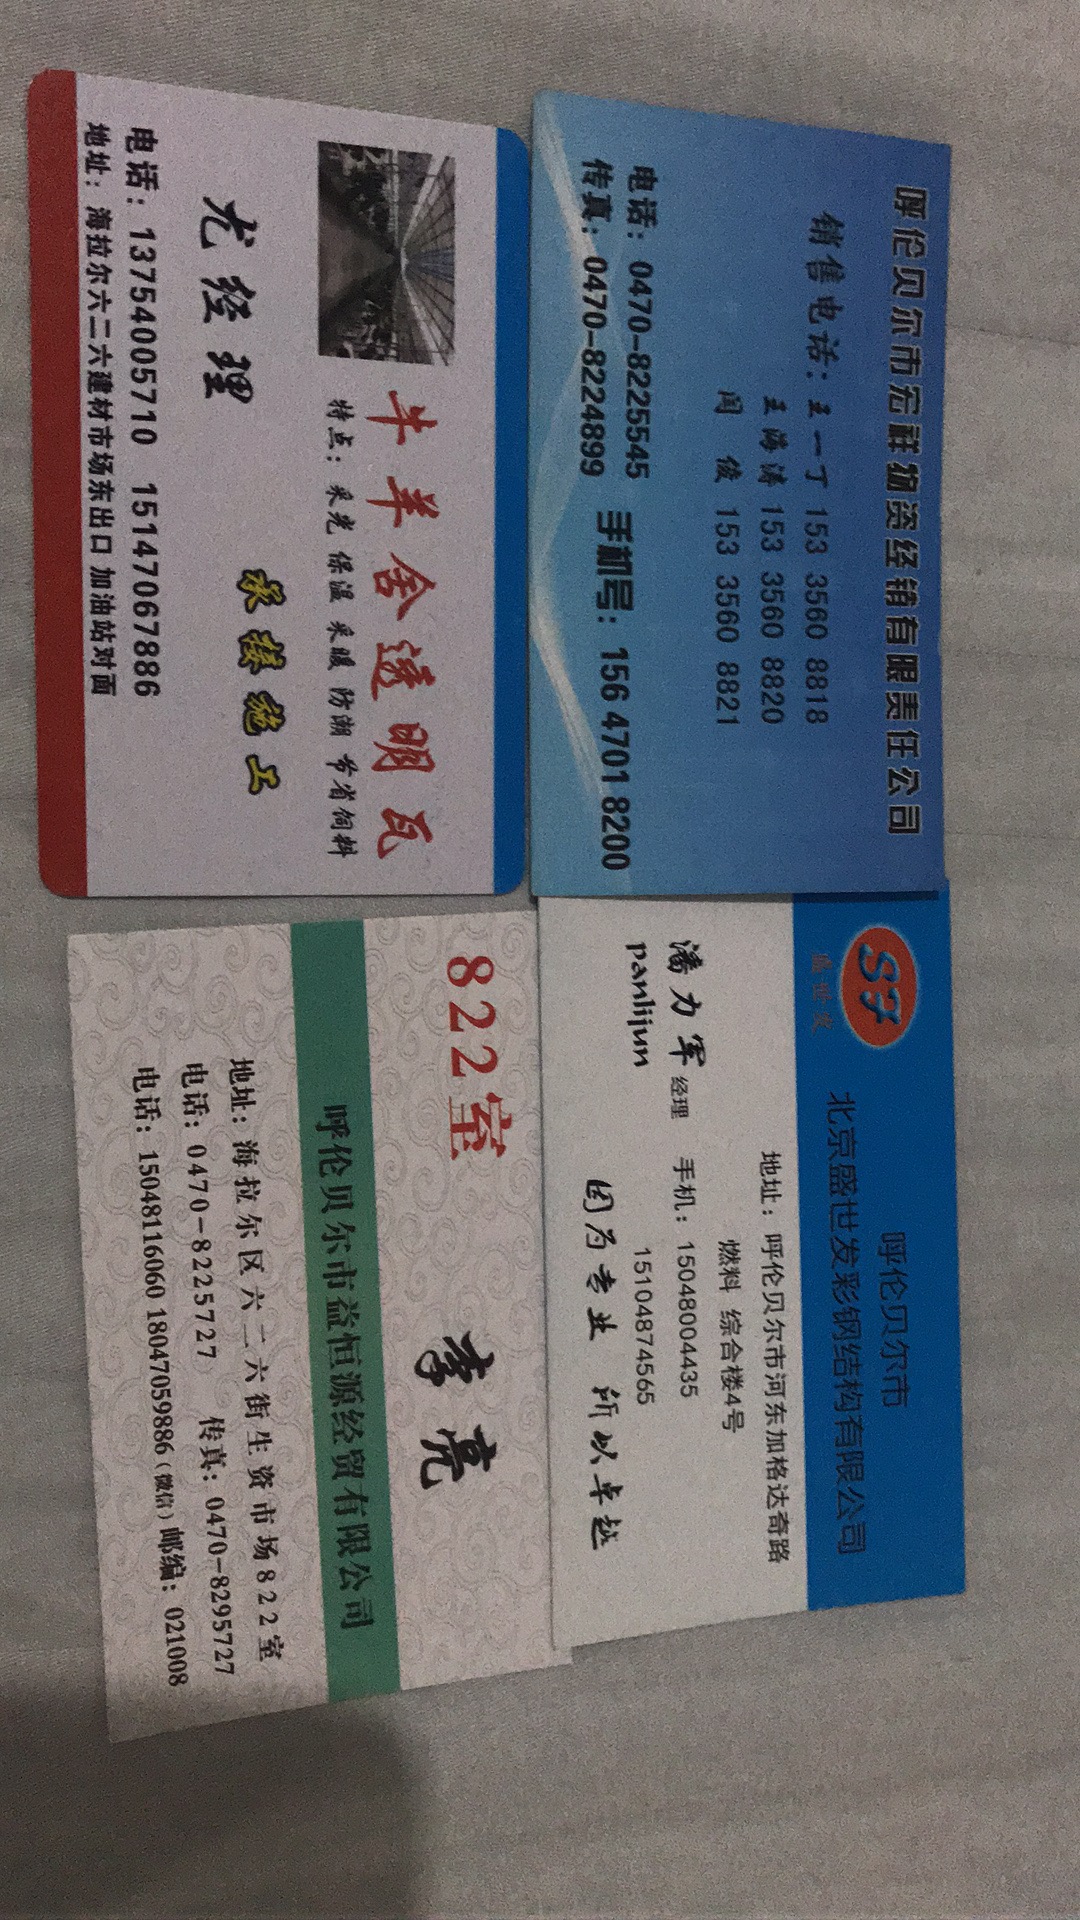 呼伦贝尔市宏祥物资经销有限责任公司
销售电话：王一丁 153 3560 8818
王海涛 153 3560 8820
闫 俊 153 3560 8821
电话：0470-8225545
手机号：156 4701 8200
传真：0470-8224899
牛羊舍透明瓦
特点：采光 保温 采暖 防潮 节省饲料
承揽施工
尤经理
电话：13754005710 15147067886
地址：海拉尔六二六建材市场东出口 加油站对面
SF
盛世发
呼伦贝尔市
北京盛世发彩钢结构有限公司
地址：呼伦贝尔市河东加格达奇路
燃料 综合楼4号
潘力军 经理 手机：15048004435
panlijun 15104874565
因为专业 所以卓越
822室 李亮
呼伦贝尔市益恒源经贸有限公司
地址：海拉尔区六二六街生资市场822室
电话：0470-8225727 传真：0470-8295727
电话：15048116060 18047059886（微信）邮编：021008